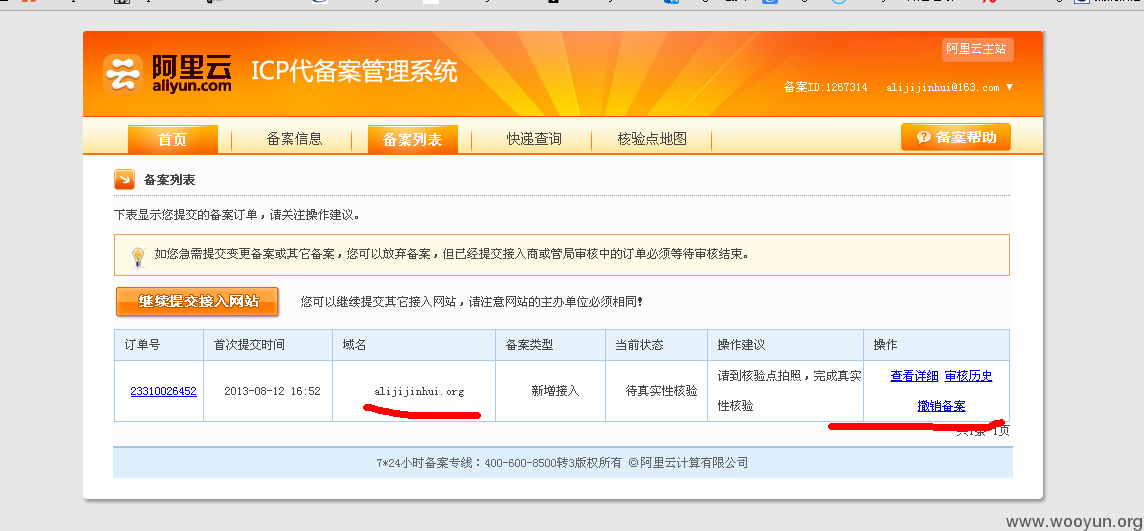 阿里云主站
阿里云 ICP代备案管理系统
aliyun.com
备案ID:1267314 alijijinhui@163.com ▼
首页 备案信息 备案列表 快递查询 核验点地图 备案帮助
备案列表
下表显示您提交的备案订单，请关注操作建议。
如您急需提交变更备案或其它备案，您可以放弃备案，但已经提交接入商或管局审核中的订单必须等待审核结束。
继续提交接入网站 您可以继续提交其它接入网站，请注意网站的主办单位必须相同！
订单号 首次提交时间 域名 备案类型 当前状态 操作建议 操作
23310026452 2013-08-12 16:52 alijijinhui.org 新增接入 待真实性核验 请到核验点拍照，完成真实 查看详细 审核历史
性核验 撤销备案
共1条 1页
7*24小时备案专线：400-600-8500转3版权所有 ©阿里云计算有限公司
www.wooyun.org